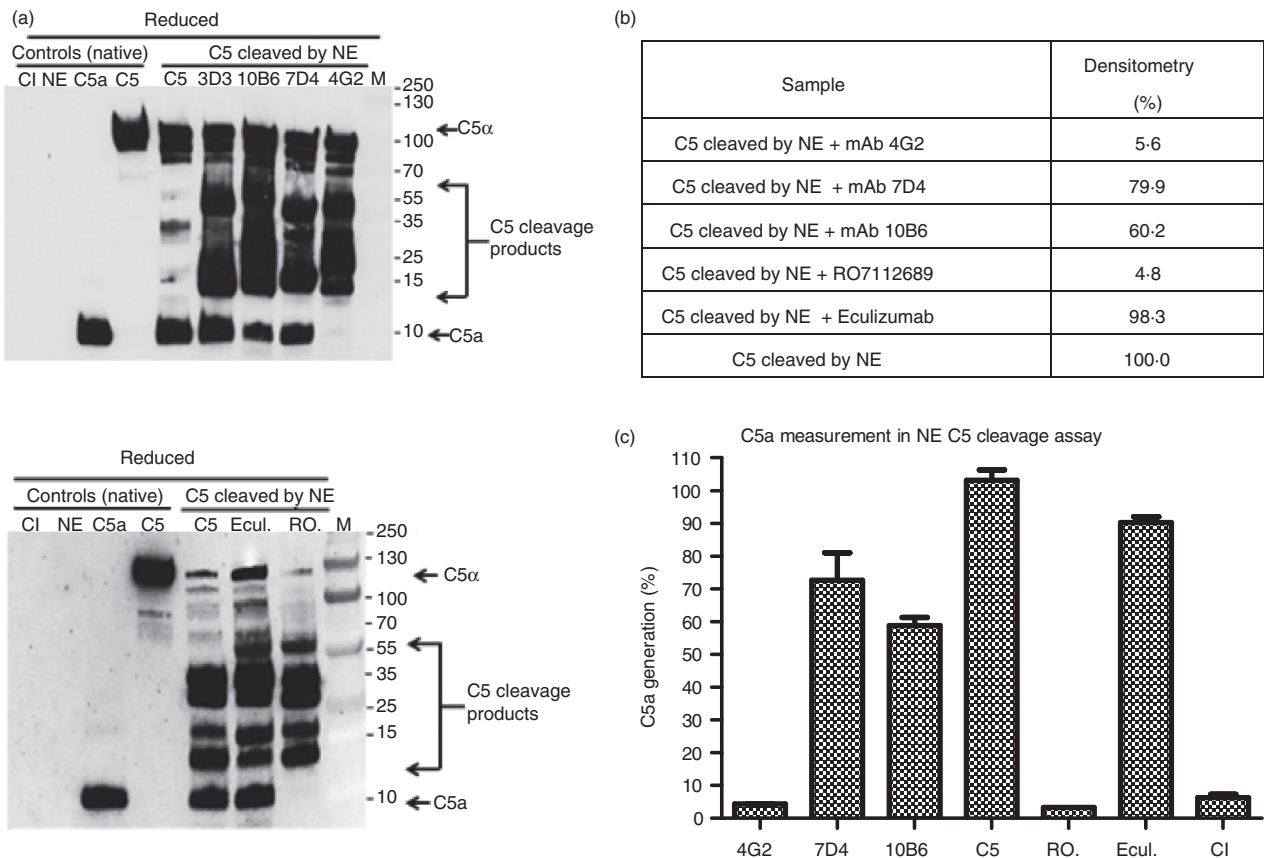 (a)
Reduced
Controls (native) C5 cleaved by NE
CI NE C5a C5 C5 3D3 10B6 7D4 4G2 M
250
130
C5α
100
70
55
35
C5 cleavage
products
25
15
10
C5a
Reduced
Controls (native) C5 cleaved by NE
CI NE C5a C5 C5 Ecul. RO. M
250
130
C5α
100
70
55
35
C5 cleavage
products
25
15
10
C5a
(b)
Sample Densitometry
(%)
C5 cleaved by NE + mAb 4G2 5·6
C5 cleaved by NE + mAb 7D4 79·9
C5 cleaved by NE + mAb 10B6 60·2
C5 cleaved by NE + RO7112689 4·8
C5 cleaved by NE + Eculizumab 98·3
C5 cleaved by NE 100·0
(c)
C5a measurement in NE C5 cleavage assay
C5a generation (%)
110
100
90
80
70
60
50
40
30
20
10
0
4G2 7D4 10B6 C5 RO. Ecul. CI